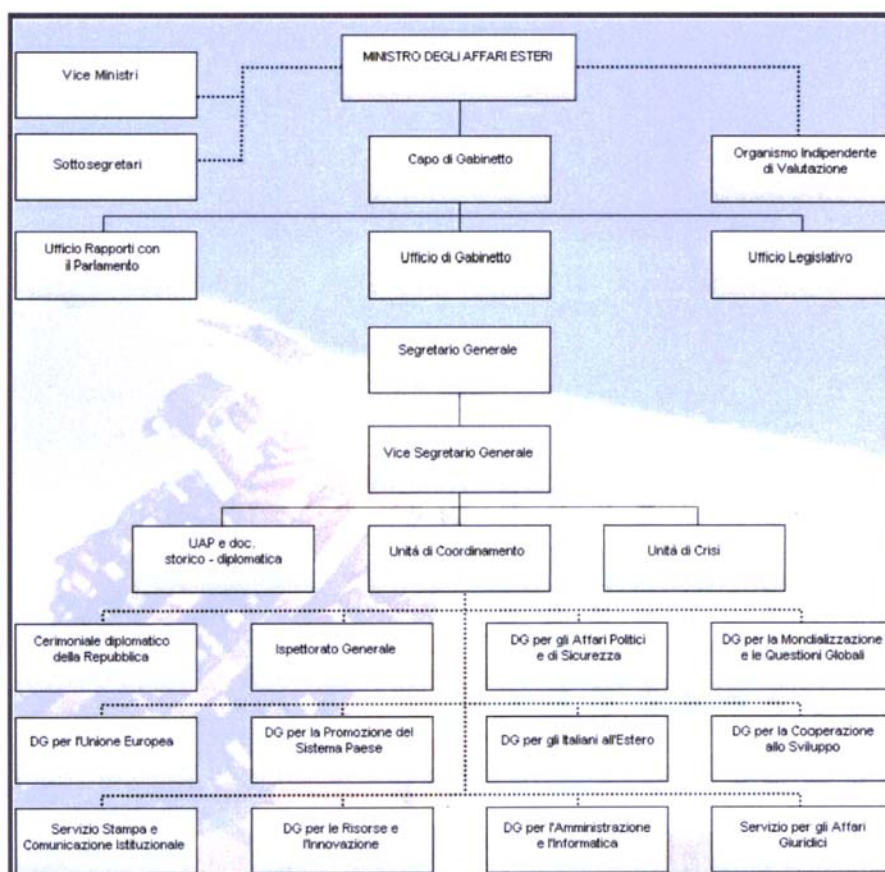 MINISTRO DEGLI AFFARI ESTERI
Vice Ministri
Sottosegretari
Capo di Gabinetto
Organismo Indipendente
di Valutazione
Ufficio Rapporti con
il Parlamento
Ufficio di Gabinetto
Ufficio Legislativo
Segretario Generale
Vice Segretario Generale
UAP e doc.
storico - diplomatica
Unitá di Coordinamento
Unitá di Crisi
Cerimoniale diplomatico
della Repubblica
Ispettorato Generale
DG per gli Affari Politici
e di Sicurezza
DG per la Mondializzazione
e le Questioni Globali
DG per l'Unione Europea
DG per la Promozione del
Sistema Paese
DG per gli Italiani all'Estero
DG per la Cooperazione
allo Sviluppo
Servizio Stampa e
Comunicazione Istituzionale
DG per le Risorse e
l'Innovazione
DG per l'Amministrazione
e l'Informatica
Servizio per gli Affari
Giuridici